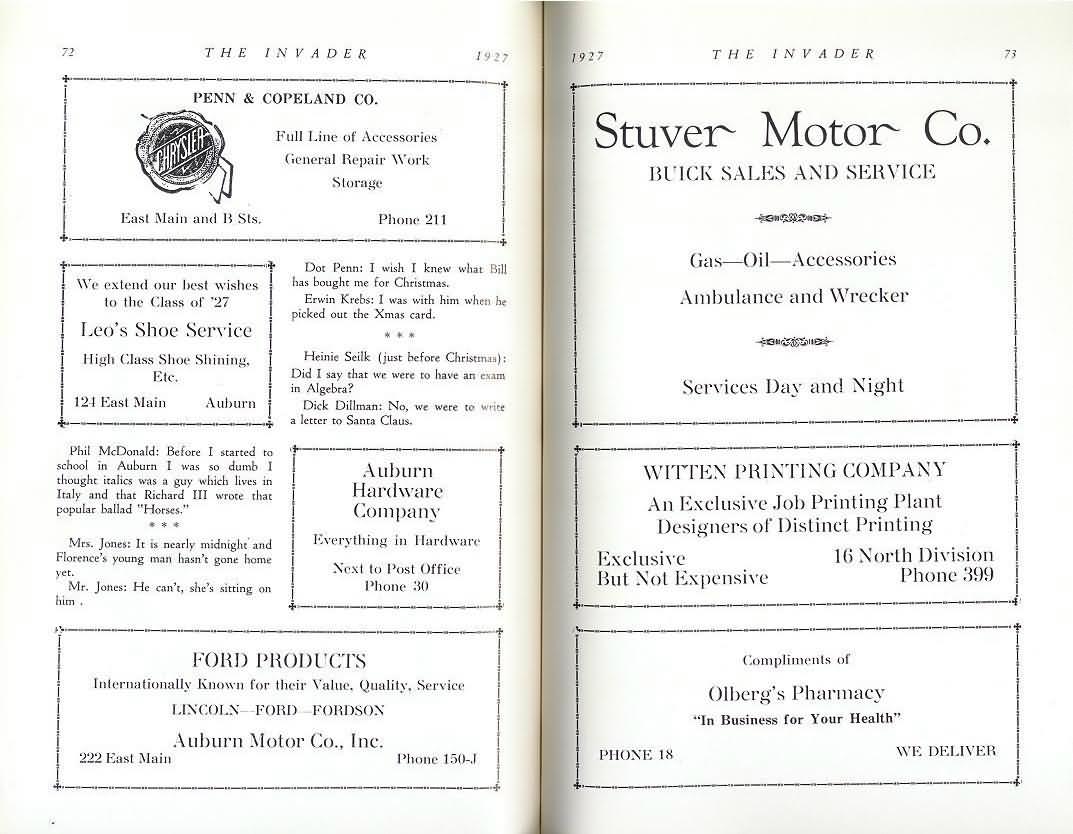 72 THE INVADER 1927
PENN & COPELAND CO.
CHRYSLER
Full Line of Accessories
General Repair Work
Storage
East Main and B Sts. Phone 211
We extend our best wishes
to the Class of '27
Leo's Shoe Service
High Class Shoe Shining,
Etc.
124 East Main Auburn
Dot Penn: I wish I knew what Bill
has bought me for Christmas.
Erwin Krebs: I was with him when he
picked out the Xmas card.
* * *
Heinie Seilk (just before Christmas):
Did I say that we were to have an exam
in Algebra?
Dick Dillman: No, we were to write
a letter to Santa Claus.
Phil McDonald: Before I started to
school in Auburn I was so dumb I
thought italics was a guy which lives in
Italy and that Richard III wrote that
popular ballad "Horses."
* * *
Mrs. Jones: It is nearly midnight and
Florence's young man hasn't gone home
yet.
Mr. Jones: He can't, she's sitting on
him .
Auburn
Hardware
Company
Everything in Hardware
Next to Post Office
Phone 30
FORD PRODUCTS
Internationally Known for their Value, Quality, Service
LINCOLN—FORD—FORDSON
Auburn Motor Co., Inc.
222 East Main Phone 150-J
1927 THE INVADER 73
Stuver Motor Co.
BUICK SALES AND SERVICE
Gas—Oil—Accessories
Ambulance and Wrecker
Services Day and Night
WITTEN PRINTING COMPANY
An Exclusive Job Printing Plant
Designers of Distinct Printing
Exclusive 16 North Division
But Not Expensive Phone 399
Compliments of
Olberg's Pharmacy
"In Business for Your Health"
PHONE 18 WE DELIVER